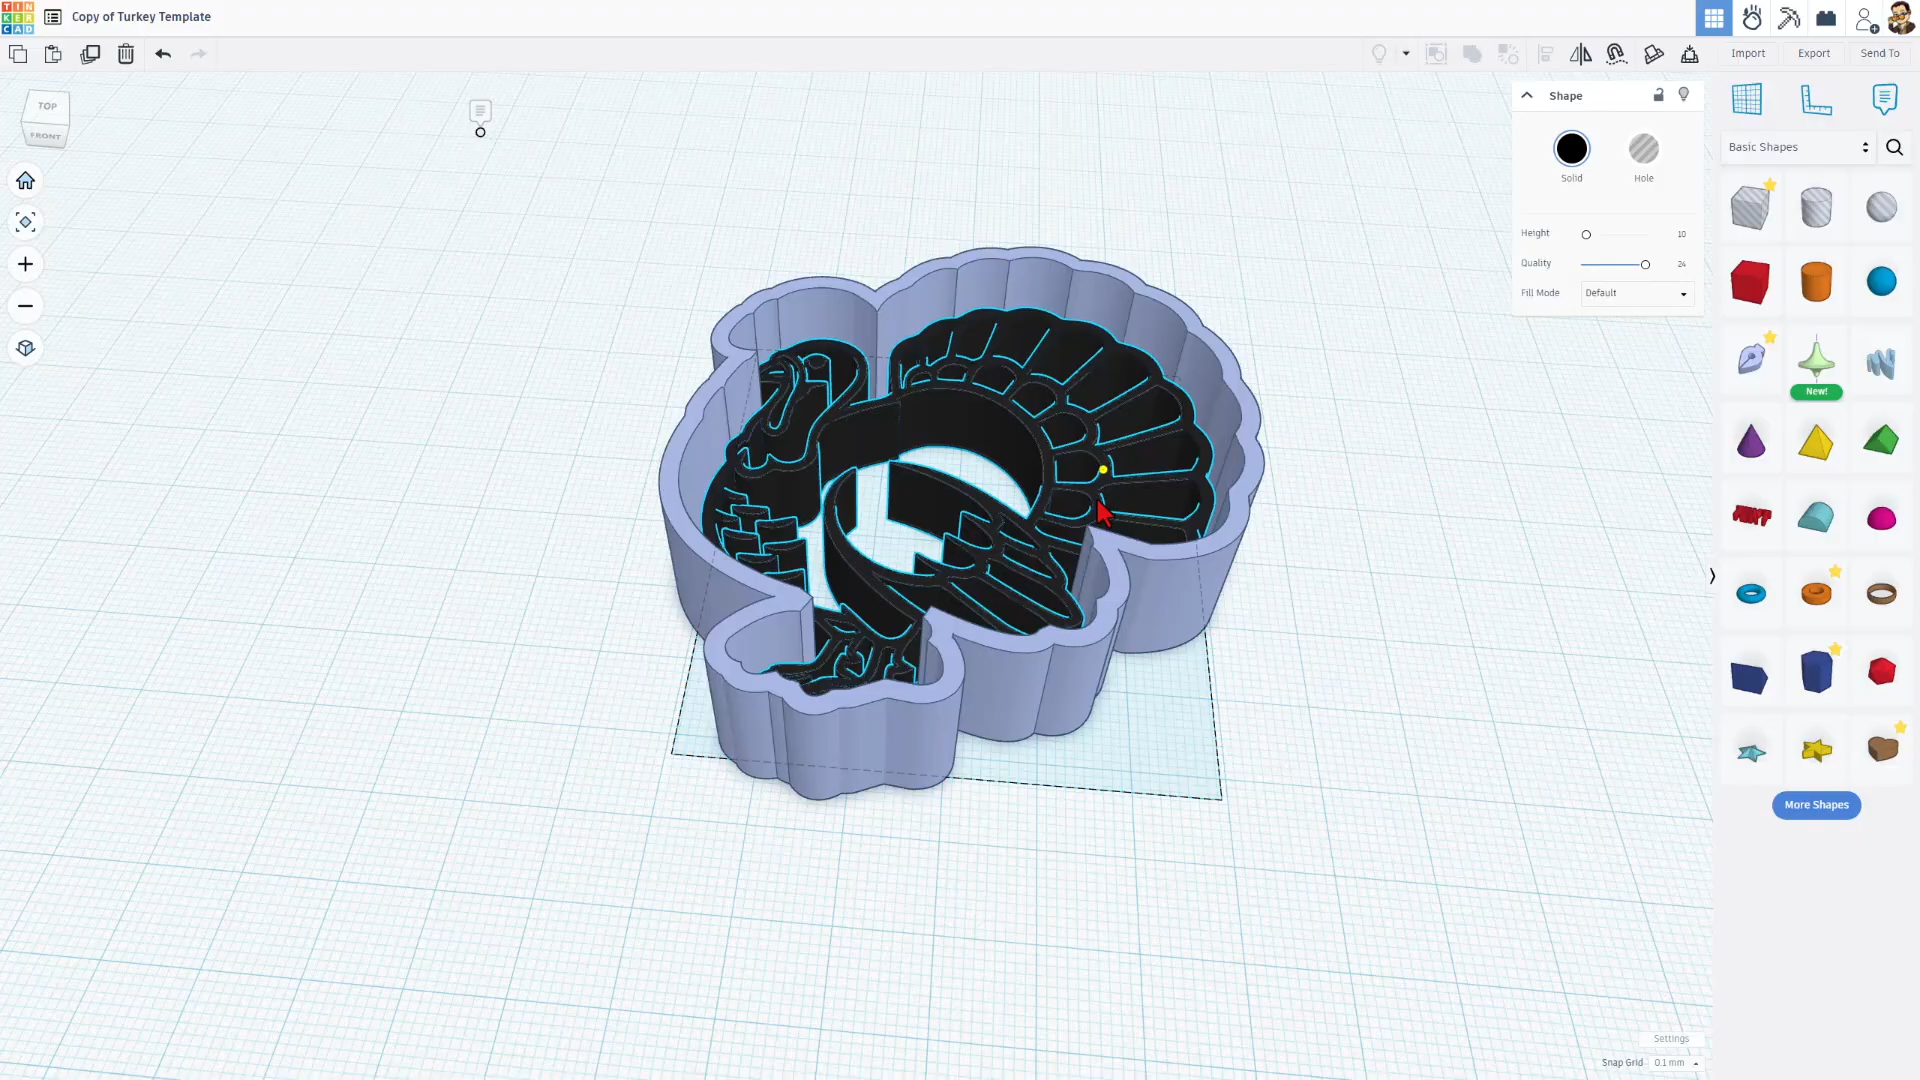 TIN
KER
CAD
Copy of Turkey Template
Import
Export
Send To
TOP
FRONT
Shape
Solid
Hole
Height
10
Quality
24
Fill Mode
Default
Basic Shapes
New!
TEXT
More Shapes
Settings
Snap Grid
0.1 mm